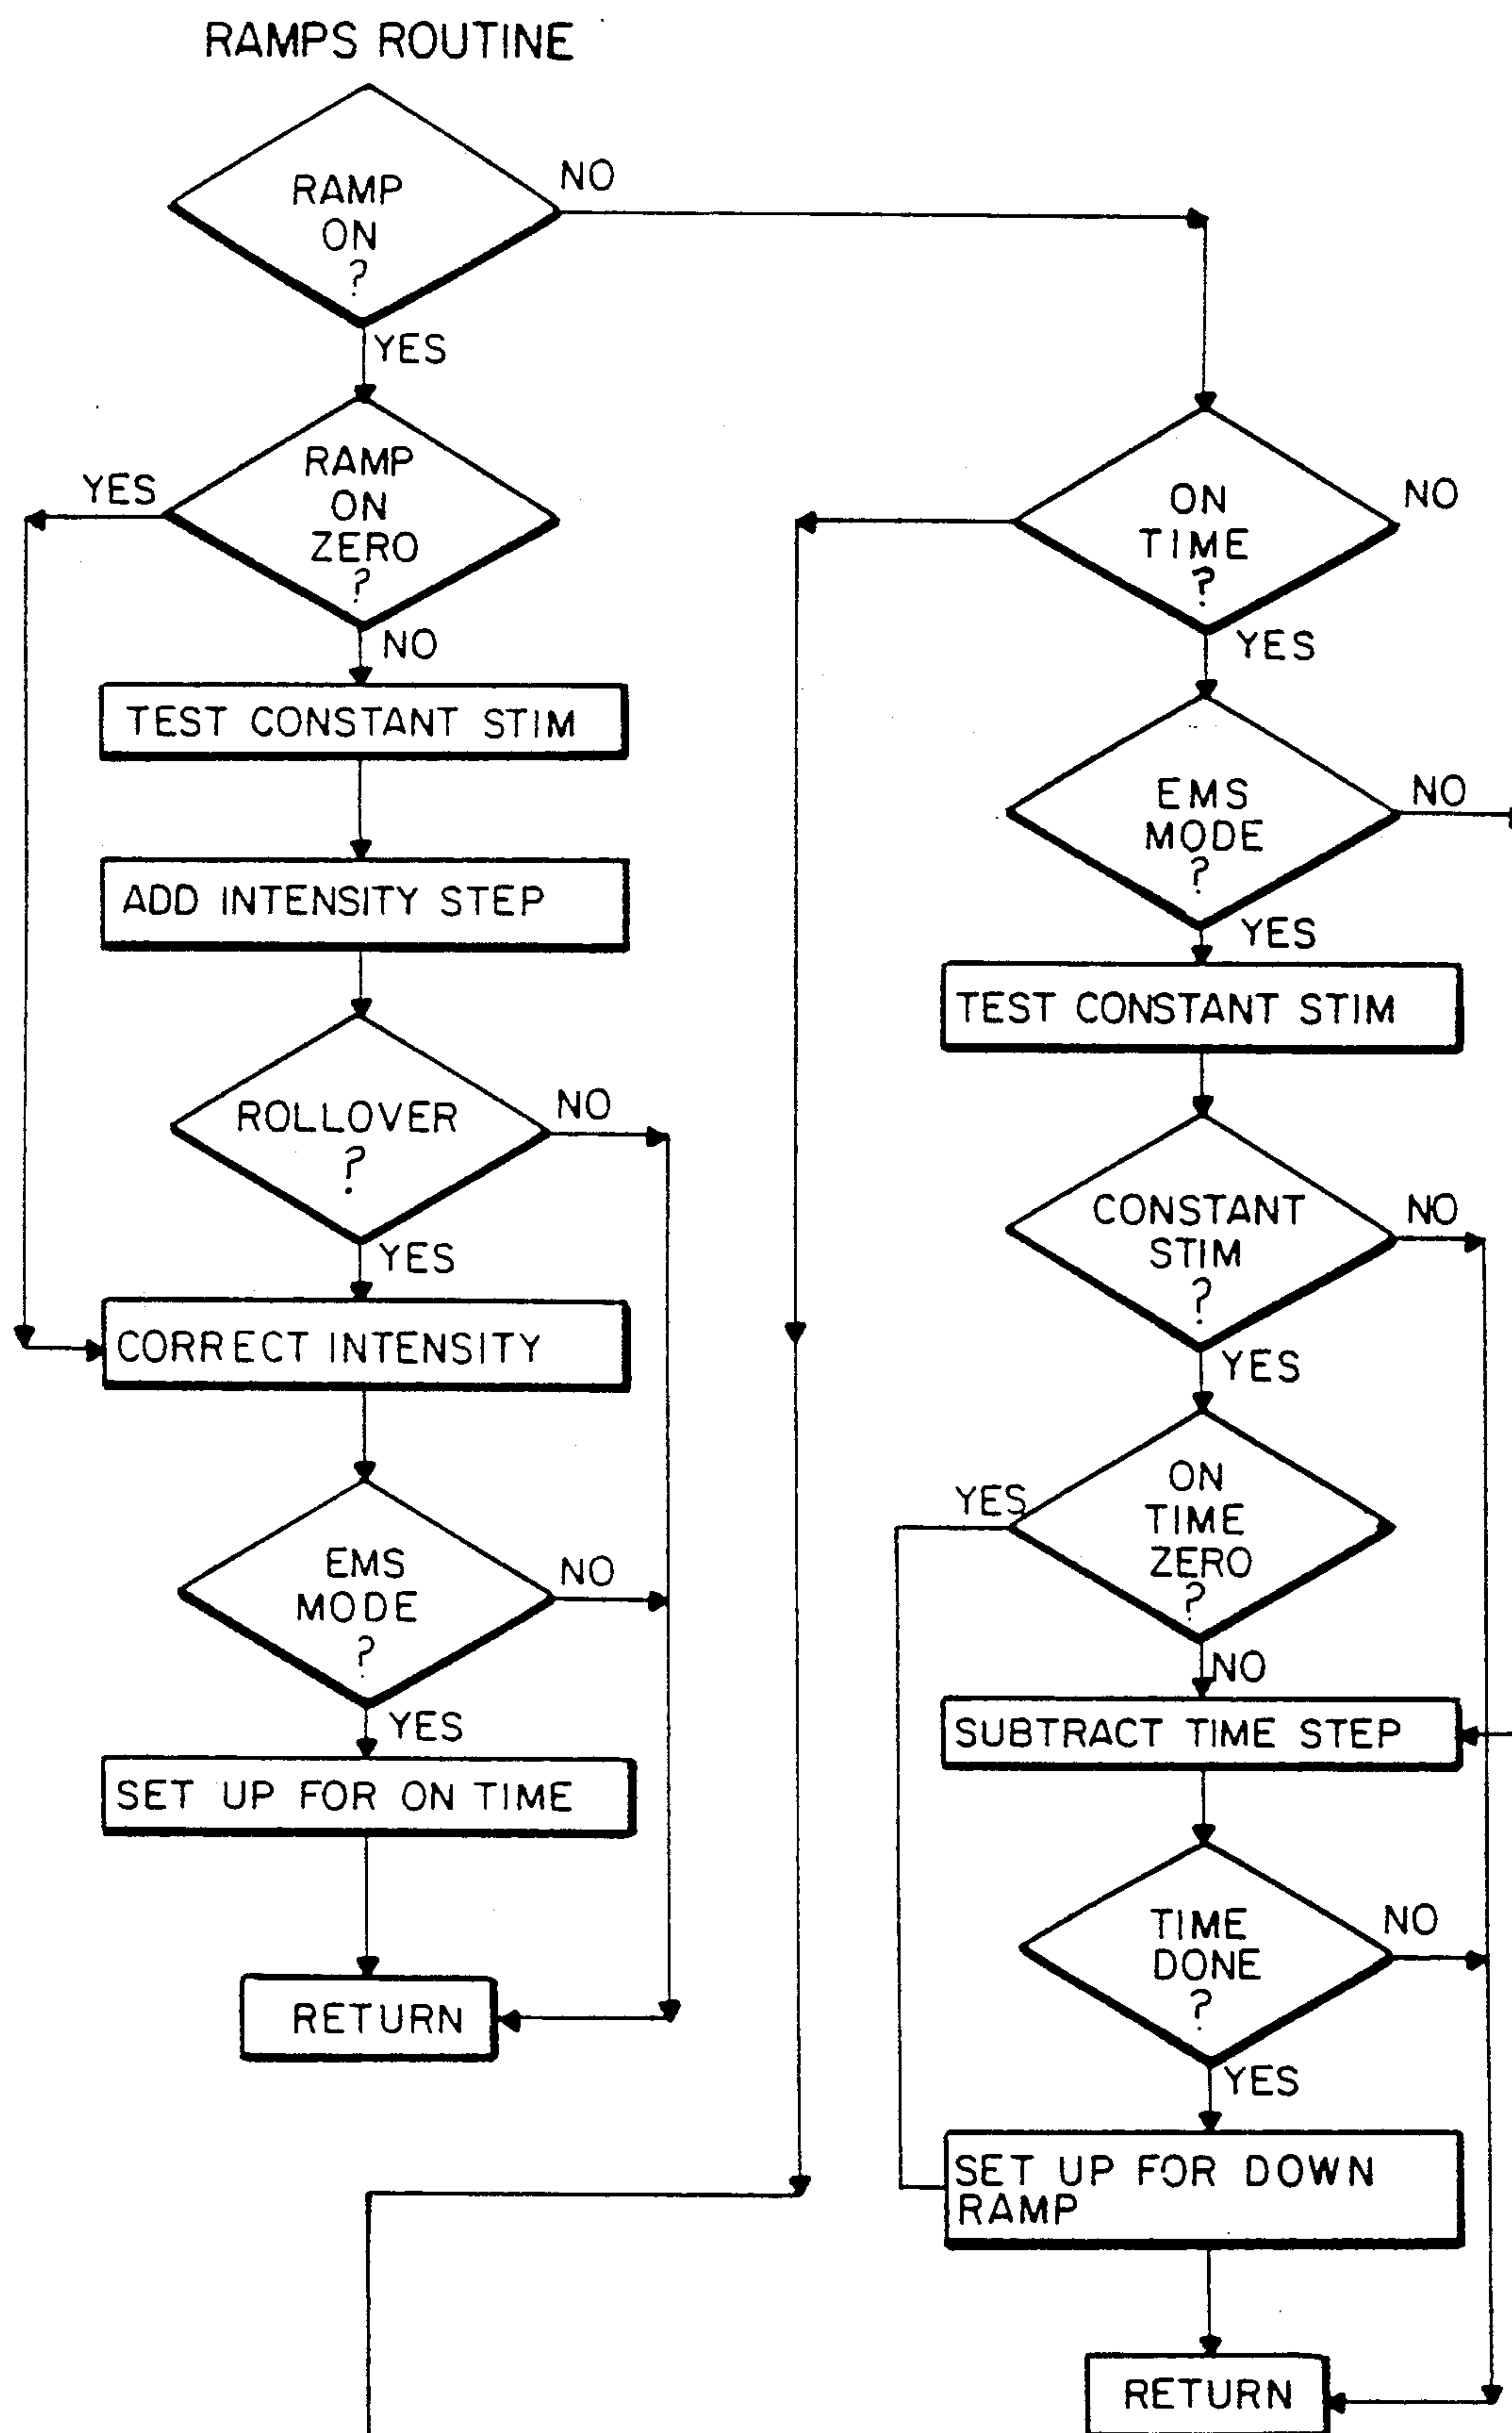 RAMPS ROUTINE
RAMP
ON
?
NO
YES
RAMP
ON
ZERO
?
YES
NO
TEST CONSTANT STIM
ADD INTENSITY STEP
ROLLOVER
?
NO
YES
CORRECT INTENSITY
EMS
MODE
?
NO
YES
SET UP FOR ON TIME
RETURN
ON
TIME
?
NO
YES
EMS
MODE
?
NO
YES
TEST CONSTANT STIM
CONSTANT
STIM
?
NO
YES
ON
TIME
ZERO
?
YES
NO
SUBTRACT TIME STEP
TIME
DONE
?
NO
YES
SET UP FOR DOWN
RAMP
RETURN